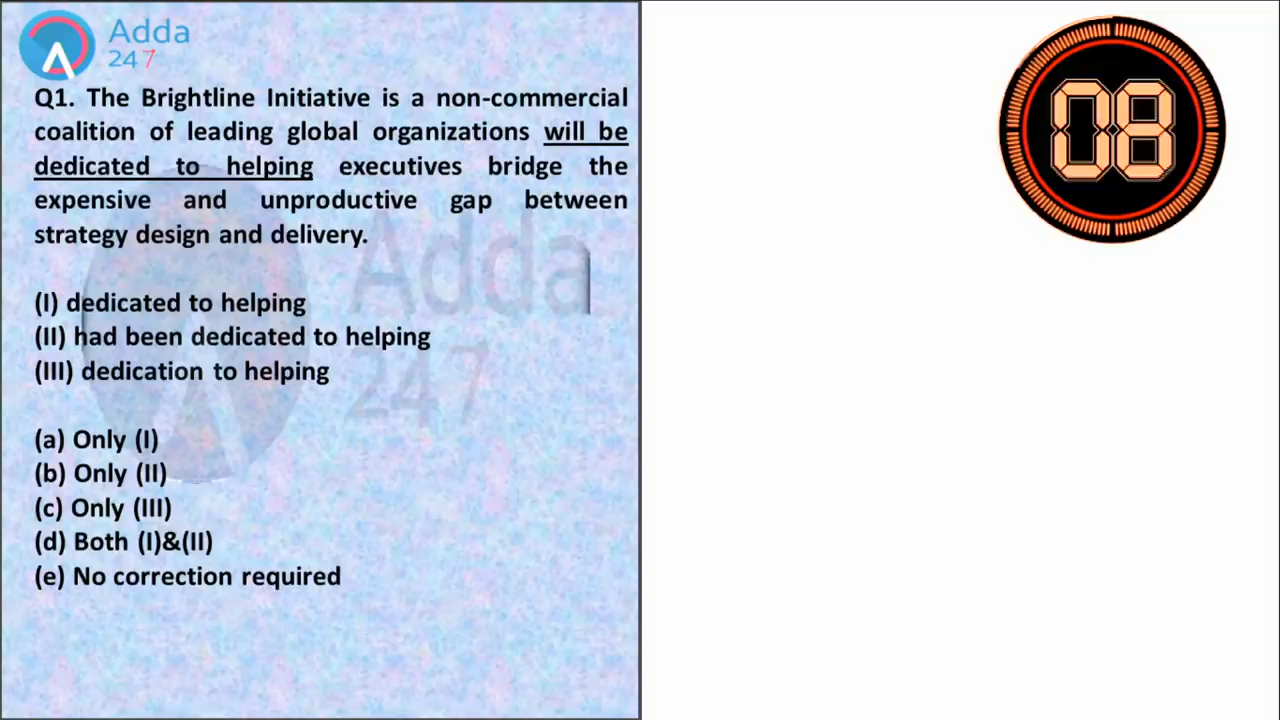 Adda
247
Q1. The Brightline Initiative is a non-commercial
coalition of leading global organizations will be
dedicated to helping executives bridge the
expensive and unproductive gap between
strategy design and delivery.
(I) dedicated to helping
(II) had been dedicated to helping
(III) dedication to helping
(a) Only (I)
(b) Only (II)
(c) Only (III)
(d) Both (I)&(II)
(e) No correction required
Adda
247
08